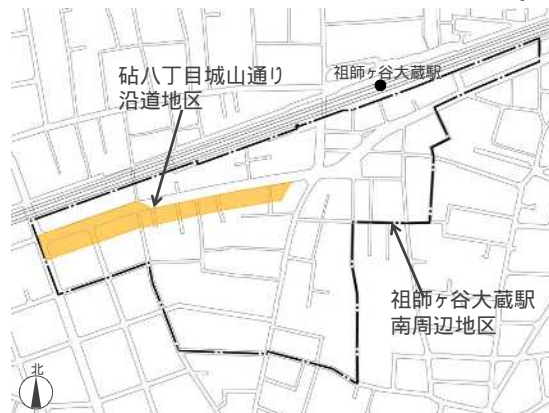 砧八丁目城山通り
沿道地区
祖師ヶ谷大蔵駅
祖師ヶ谷大蔵駅
南周辺地区
北